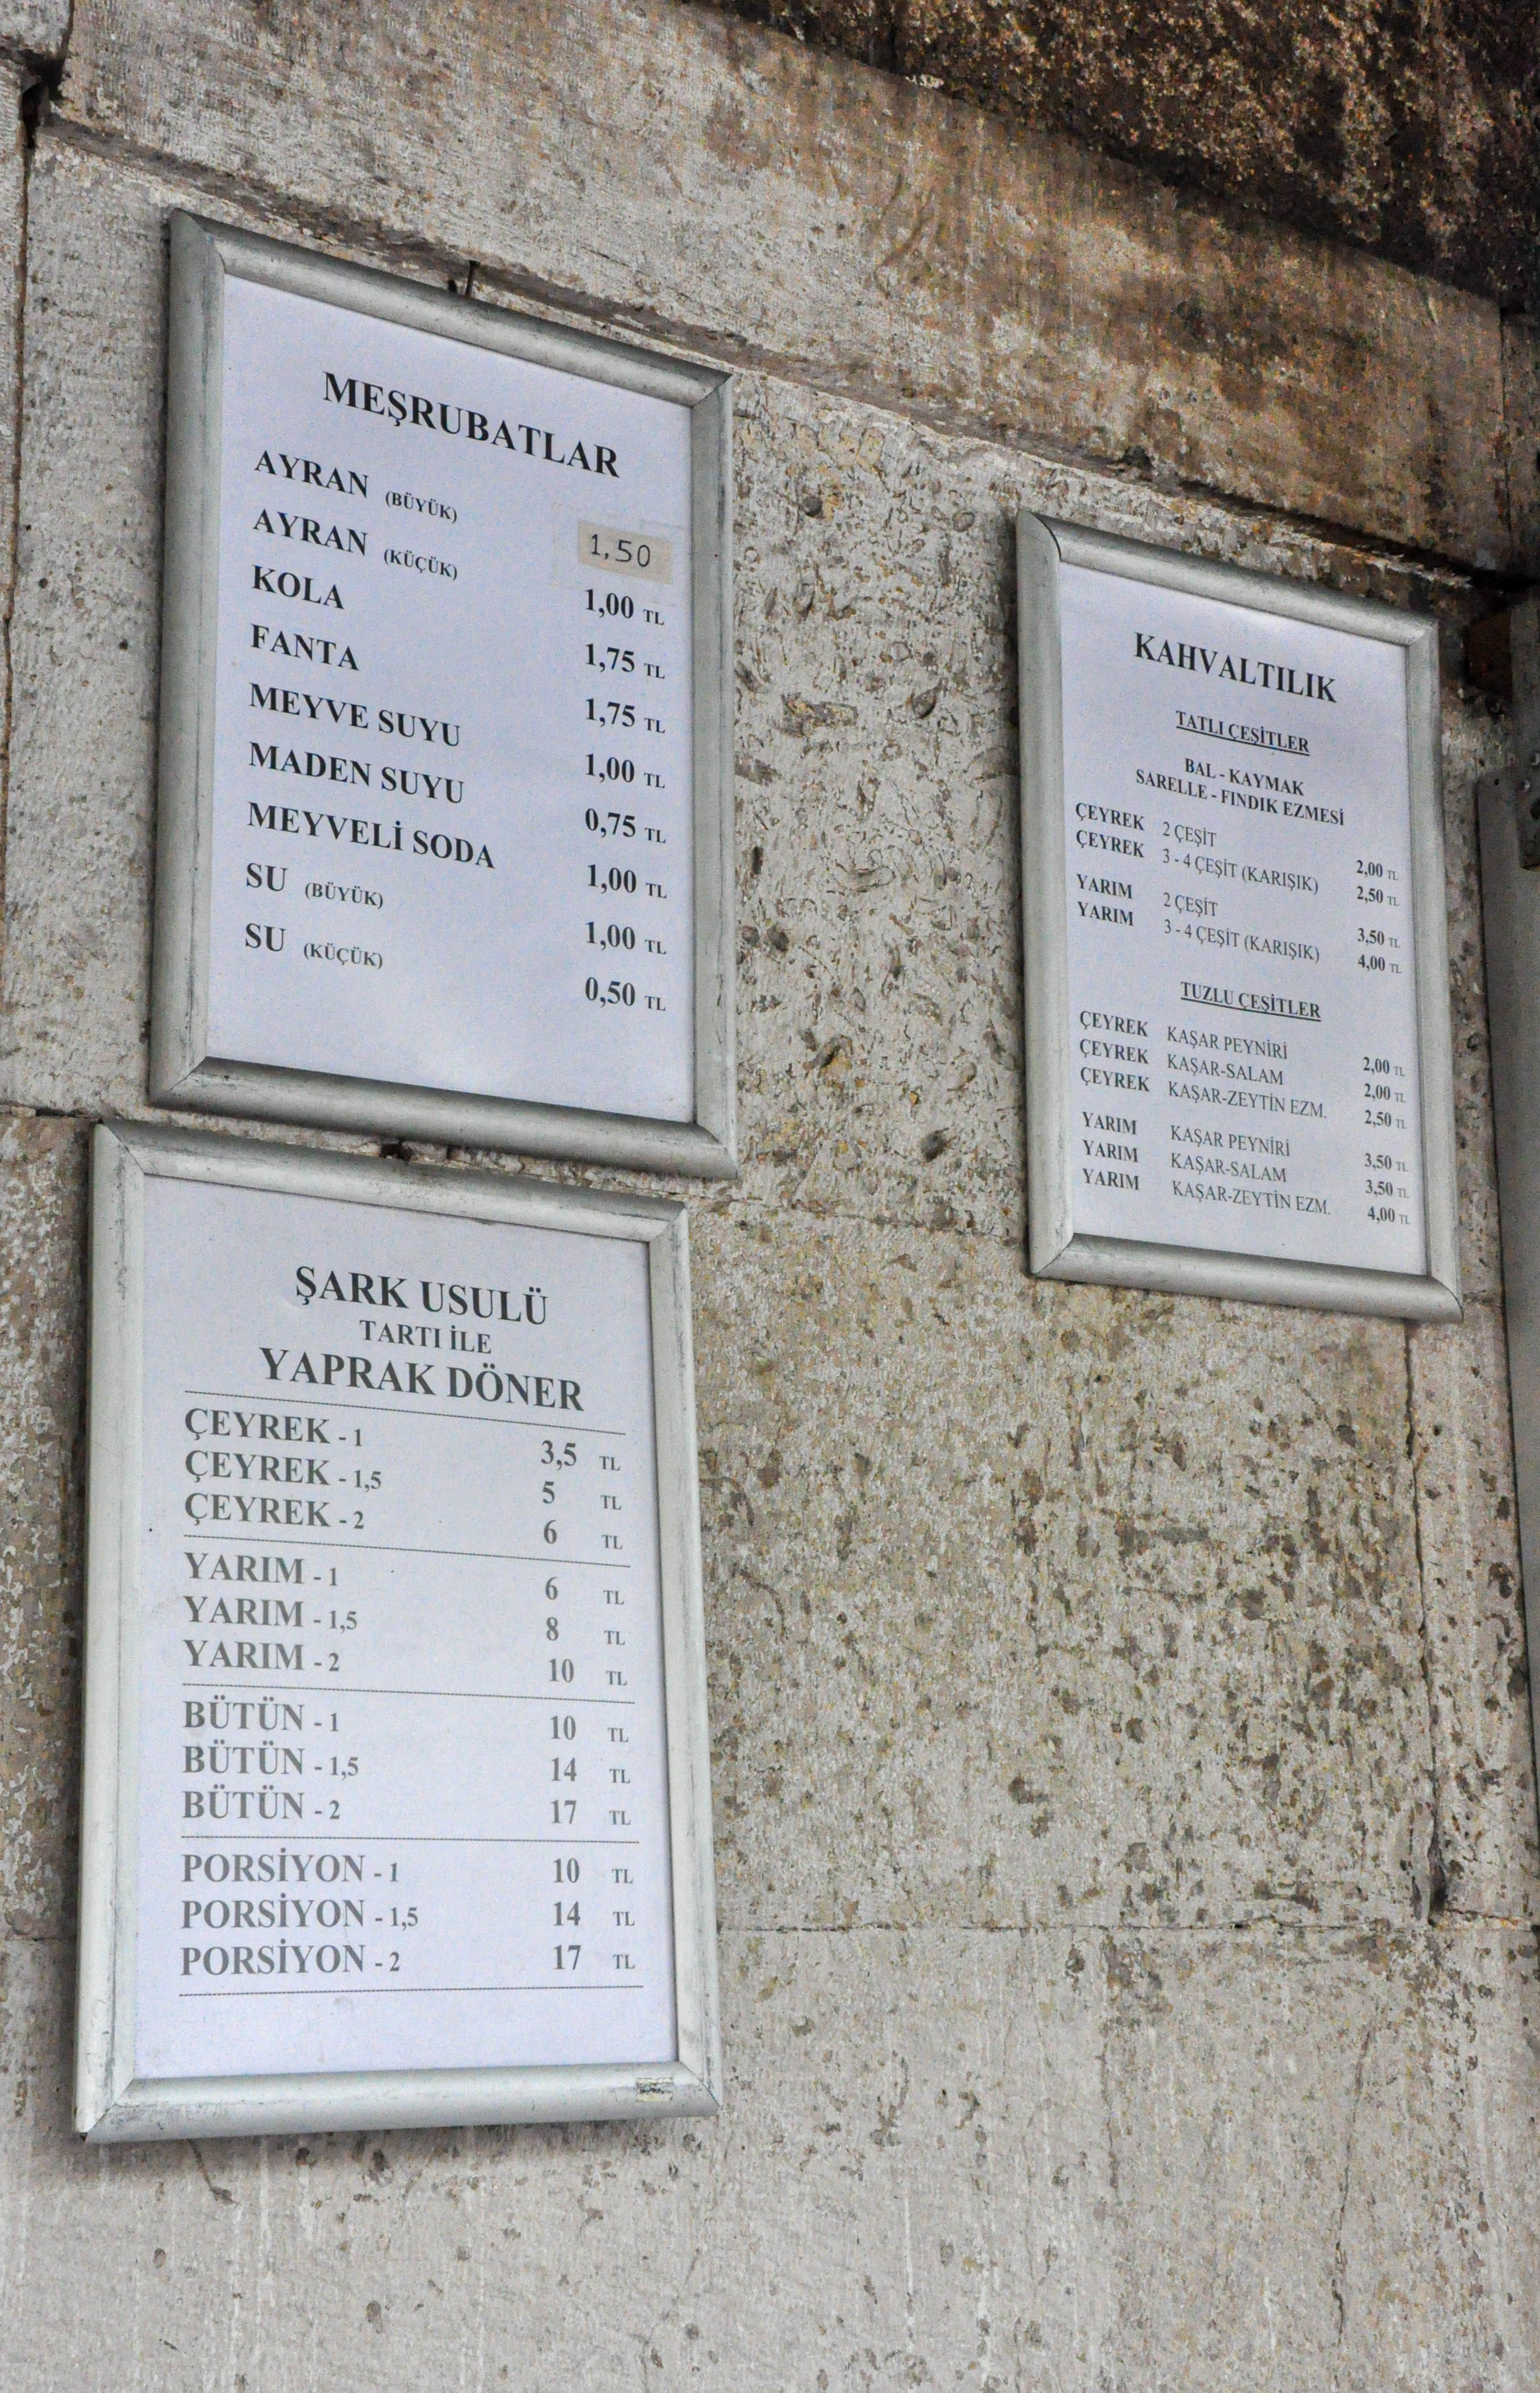 MEŞRUBATLAR
AYRAN (BÜYÜK) 1,50
AYRAN (KÜÇÜK) 1,00 TL
KOLA 1,75 TL
FANTA 1,75 TL
MEYVE SUYU 1,00 TL
MADEN SUYU 0,75 TL
MEYVELİ SODA 1,00 TL
SU (BÜYÜK) 1,00 TL
SU (KÜÇÜK) 0,50 TL
KAHVALTILIK
TATLI ÇEŞİTLER
BAL - KAYMAK
SARELLE - FINDIK EZMESİ
ÇEYREK 2 ÇEŞİT 2,00 TL
ÇEYREK 3 - 4 ÇEŞİT (KARIŞIK) 2,50 TL
YARIM 2 ÇEŞİT 3,50 TL
YARIM 3 - 4 ÇEŞİT (KARIŞIK) 4,00 TL
TUZLU ÇEŞİTLER
ÇEYREK KAŞAR PEYNİRİ 2,00 TL
ÇEYREK KAŞAR-SALAM 2,00 TL
ÇEYREK KAŞAR-ZEYTİN EZM. 2,50 TL
YARIM KAŞAR PEYNİRİ 3,50 TL
YARIM KAŞAR-SALAM 3,50 TL
YARIM KAŞAR-ZEYTİN EZM. 4,00 TL
ŞARK USULÜ
TARTI İLE
YAPRAK DÖNER
ÇEYREK - 1 3,5 TL
ÇEYREK - 1,5 5 TL
ÇEYREK - 2 6 TL
YARIM - 1 6 TL
YARIM - 1,5 8 TL
YARIM - 2 10 TL
BÜTÜN - 1 10 TL
BÜTÜN - 1,5 14 TL
BÜTÜN - 2 17 TL
PORSİYON - 1 10 TL
PORSİYON - 1,5 14 TL
PORSİYON - 2 17 TL